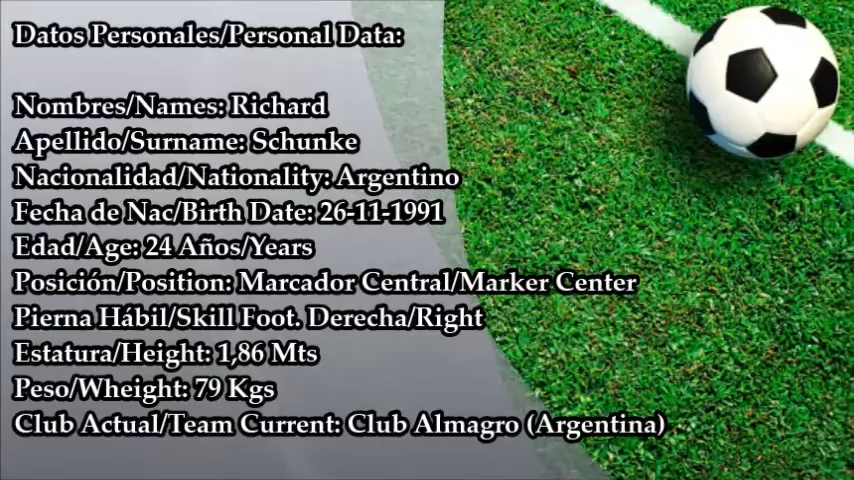 Datos Personales/Personal Data:
Nombres/Names: Richard
Apellido/Surname: Schunke
Nacionalidad/Nationality: Argentino
Fecha de Nac/Birth Date: 26-11-1991
Edad/Age: 24 Años/Years
Posición/Position: Marcador Central/Marker Center
Pierna Hábil/Skill Foot. Derecha/Right
Estatura/Height: 1,86 Mts
Peso/Wheight: 79 Kgs
Club Actual/Team Current: Club Almagro (Argentina)